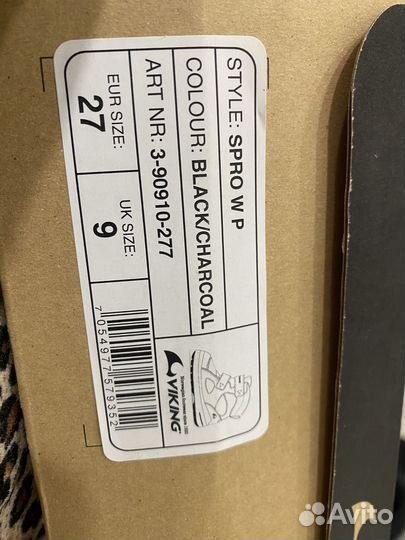 STYLE: SPRO W P
COLOUR: BLACK/CHARCOAL
ART NR: 3-90910-277
EUR SIZE:
27
UK SIZE:
9
7 054977 579352
VIKING
Avito